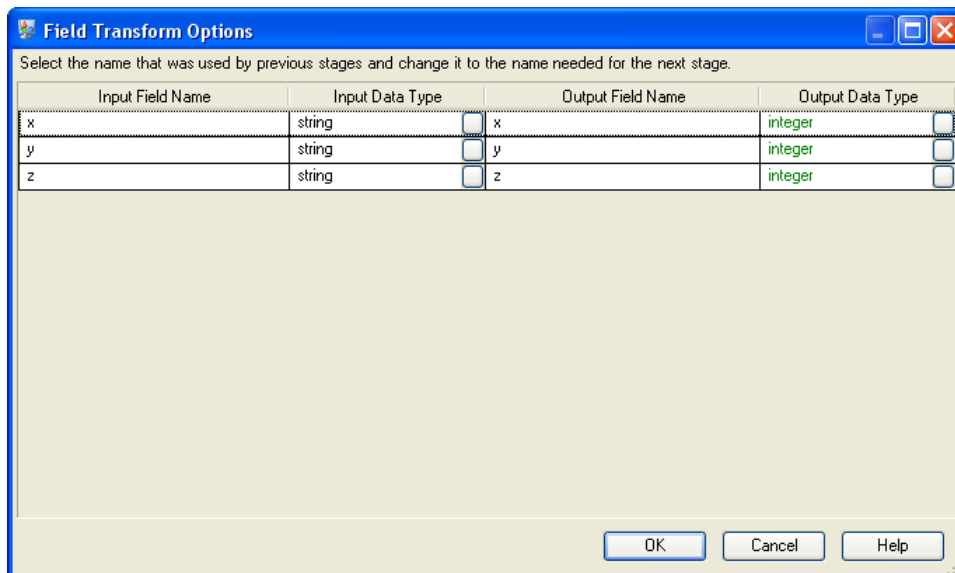 Field Transform Options
Select the name that was used by previous stages and change it to the name needed for the next stage.
Input Field Name Input Data Type Output Field Name Output Data Type
x string x integer
y string y integer
z string z integer
OK Cancel Help